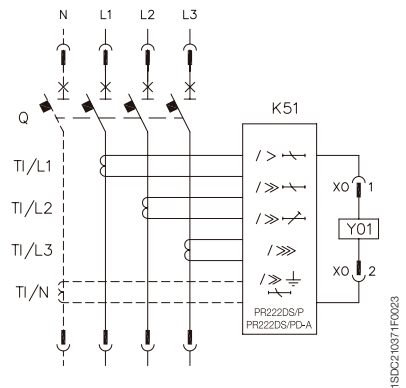 N L1 L2 L3
K51
Q
TI/L1
I >
X0 1
I ≫
TI/L2
I ≫
Y01
TI/L3
I ⋙
X0 2
TI/N
I ≫
PR222DS/P
PR222DS/PD-A
1SDC210371F0023